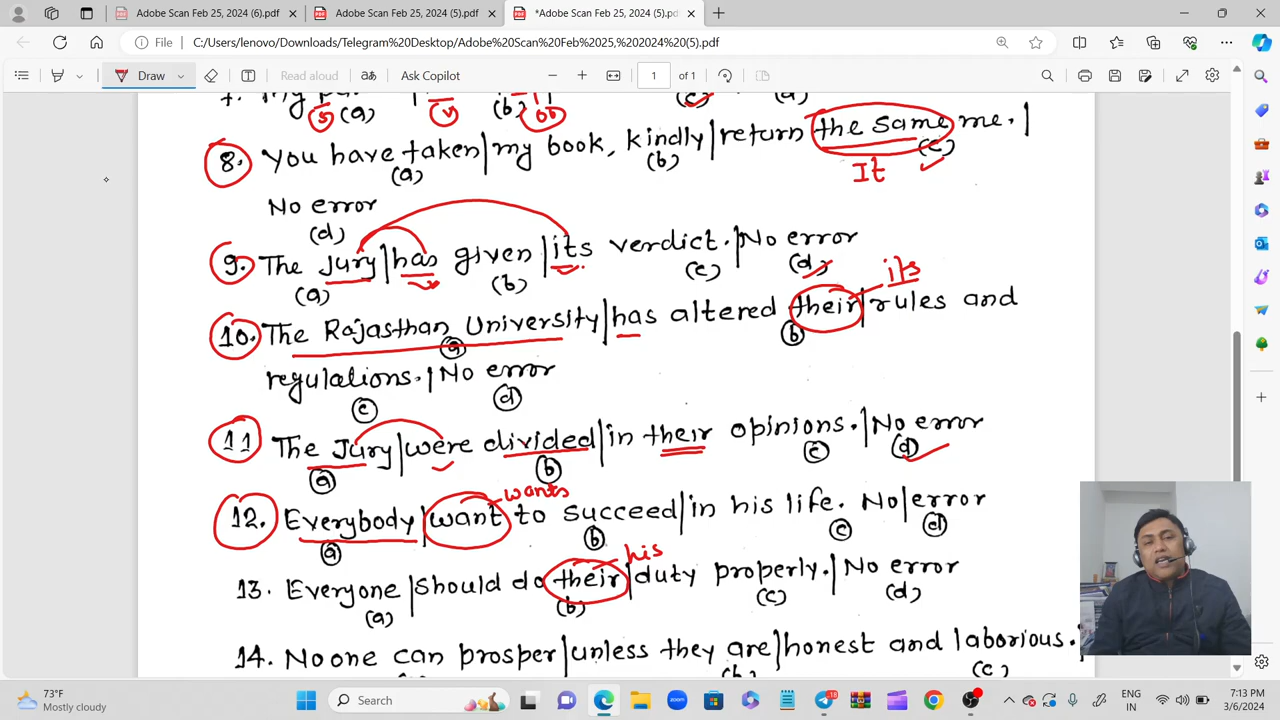 Adobe Scan Feb 25, 2024 (6).pdf
Adobe Scan Feb 25, 2024 (5).pdf
*Adobe Scan Feb 25, 2024 (5).pdf
File C:/Users/lenovo/Downloads/Telegram%20Desktop/Adobe%20Scan%20Feb%2025,%202024%20(5).pdf
Draw Read aloud Ask Copilot 1 of 1
7. My
(a) (b) (c) (d)
S V OO
8. You have taken|my book, kindly|return the same me.|
(a) (b) (c)
It
No error
(d)
9. The Jury|has given|its verdict.|No error
(a) (b) (c) (d)
its
10. The Rajasthan University|has altered their|rules and
(a) (b)
regulations.|No error
(c) (d)
11 The Jury|were divided|in their opinions.|No error
(a) (b) (c) (d)
wants
12. Everybody|want to succeed|in his life. No|error
(a) (b) (c) (d)
his
13. Everyone|should do their|duty properly.|No error
(a) (b) (c) (d)
14. No one can prosper|unless they are|honest and laborious.|
(b) (c)
73°F
Mostly cloudy
Search
18
ENG
IN
7:13 PM
3/6/2024